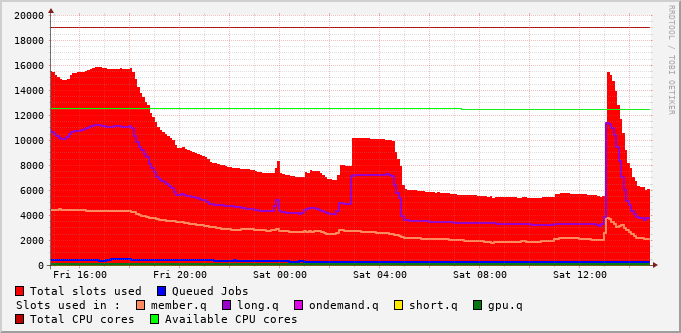 20000
18000
16000
14000
12000
10000
8000
6000
4000
2000
0
Fri 16:00 Fri 20:00 Sat 00:00 Sat 04:00 Sat 08:00 Sat 12:00
RRDTOOL / TOBI OETIKER
Total slots used Queued Jobs
Slots used in : member.q long.q ondemand.q short.q gpu.q
Total CPU cores Available CPU cores